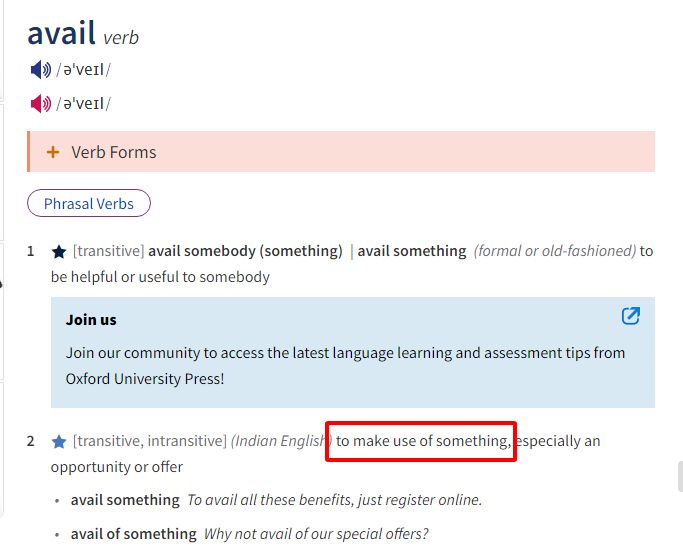 avail verb
/əˈveɪl/
/əˈveɪl/
+ Verb Forms
Phrasal Verbs
1 ★ [transitive] avail somebody (something) | avail something (formal or old-fashioned) to
be helpful or useful to somebody
Join us
Join our community to access the latest language learning and assessment tips from
Oxford University Press!
2 ★ [transitive, intransitive] (Indian English) to make use of something, especially an
opportunity or offer
• avail something To avail all these benefits, just register online.
• avail of something Why not avail of our special offers?